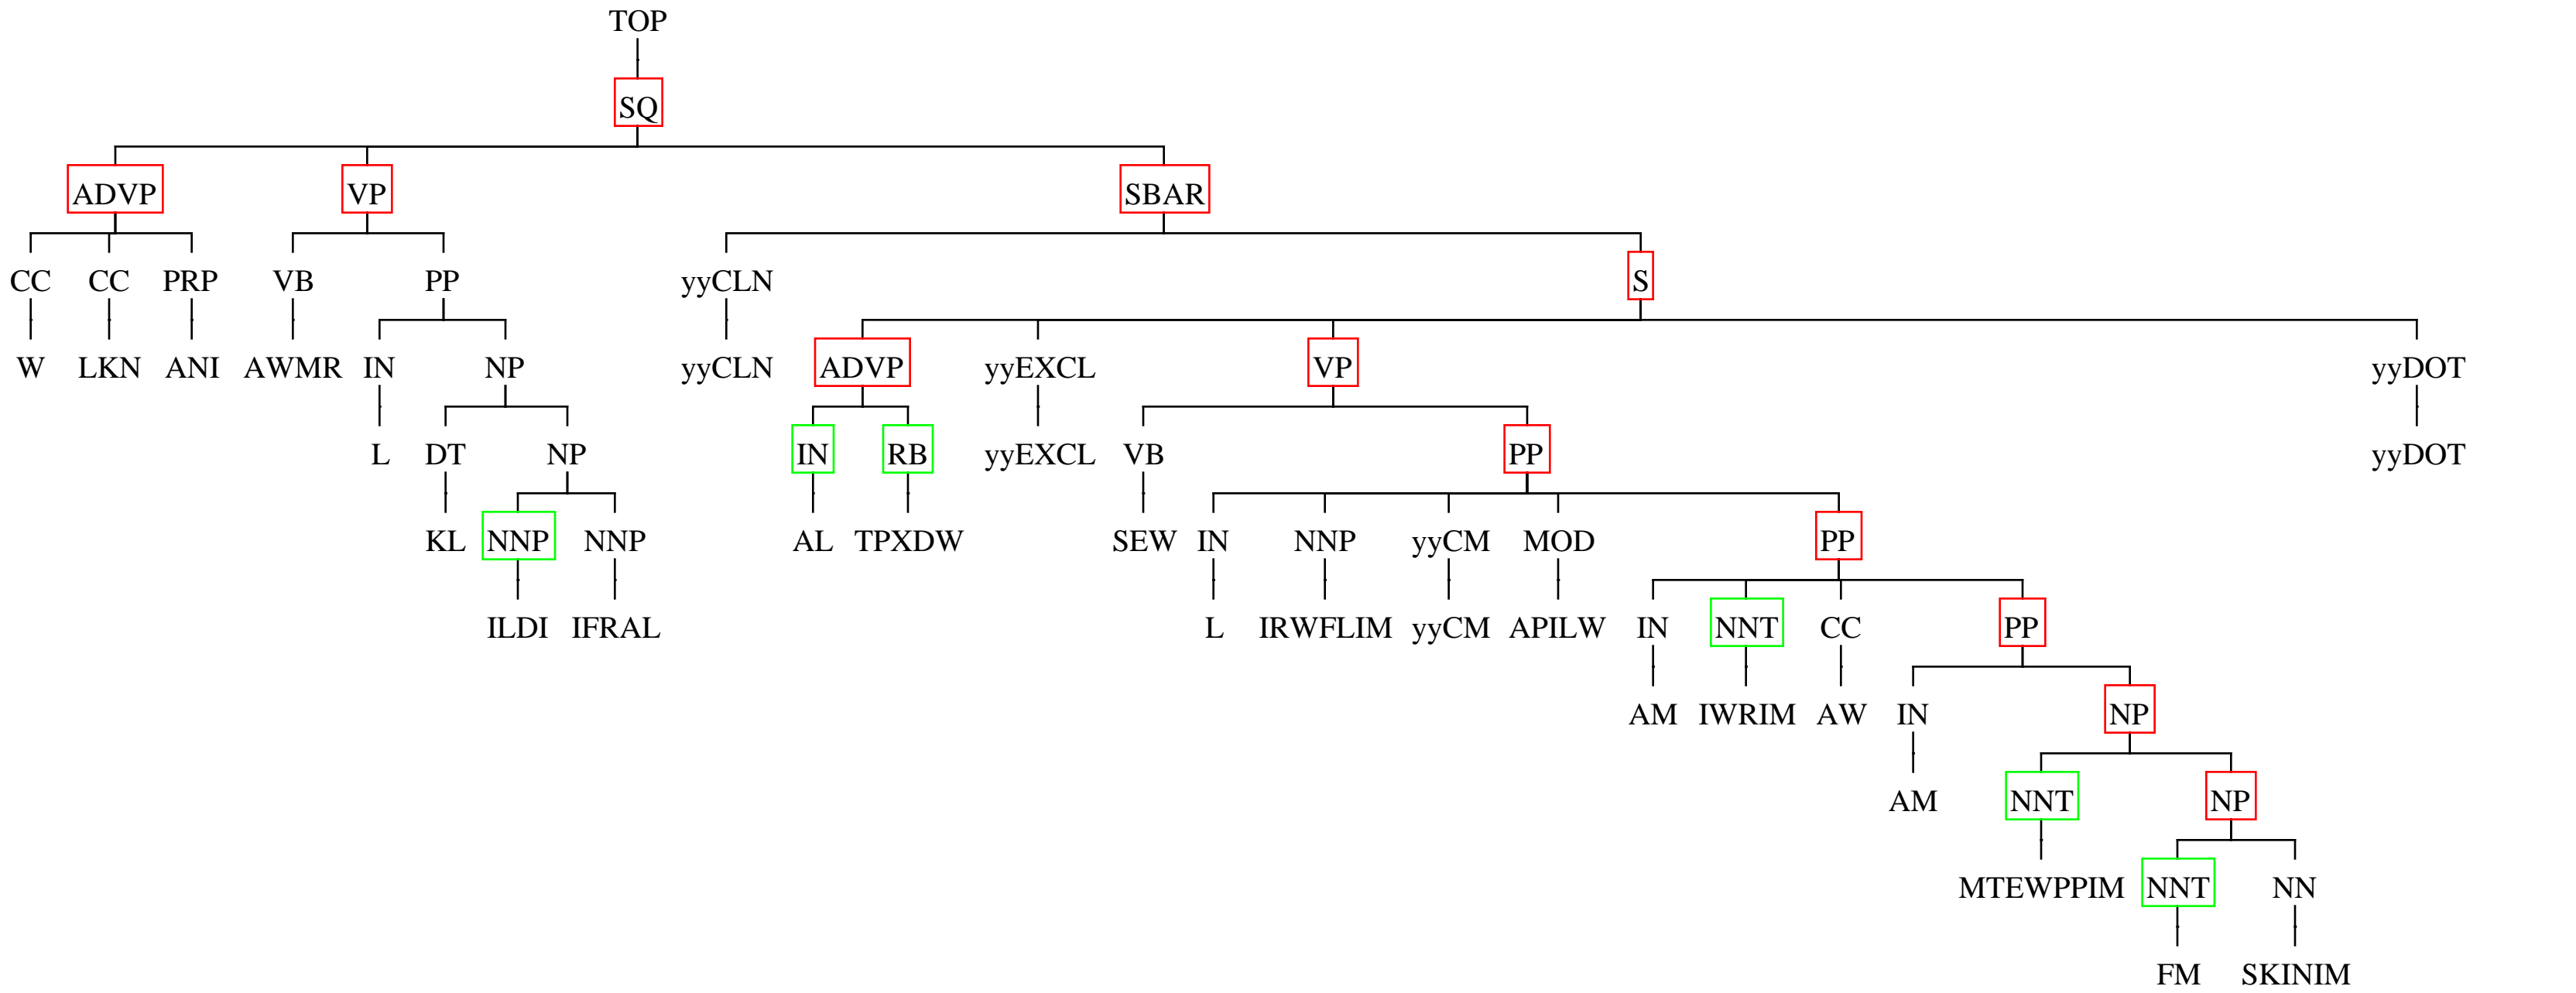 TOP
SQ
ADVP VP SBAR
CC CC PRP VB PP yyCLN S
W LKN ANI AWMR IN NP yyCLN ADVP yyEXCL VP yyDOT
L DT NP IN RB yyEXCL VB PP yyDOT
KL NNP NNP AL TPXDW SEW IN NNP yyCM MOD PP
ILDI IFRAL L IRWFLIM yyCM APILW IN NNT CC PP
AM IWRIM AW IN NP
AM NNT NP
MTEWPPIM NNT NN
FM SKINIM